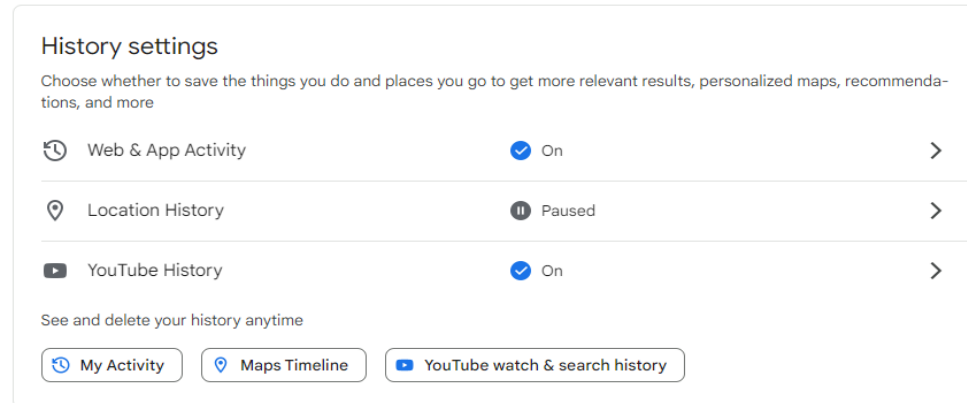 History settings
Choose whether to save the things you do and places you go to get more relevant results, personalized maps, recommenda-
tions, and more
Web & App Activity On
Location History Paused
YouTube History On
See and delete your history anytime
My Activity Maps Timeline YouTube watch & search history